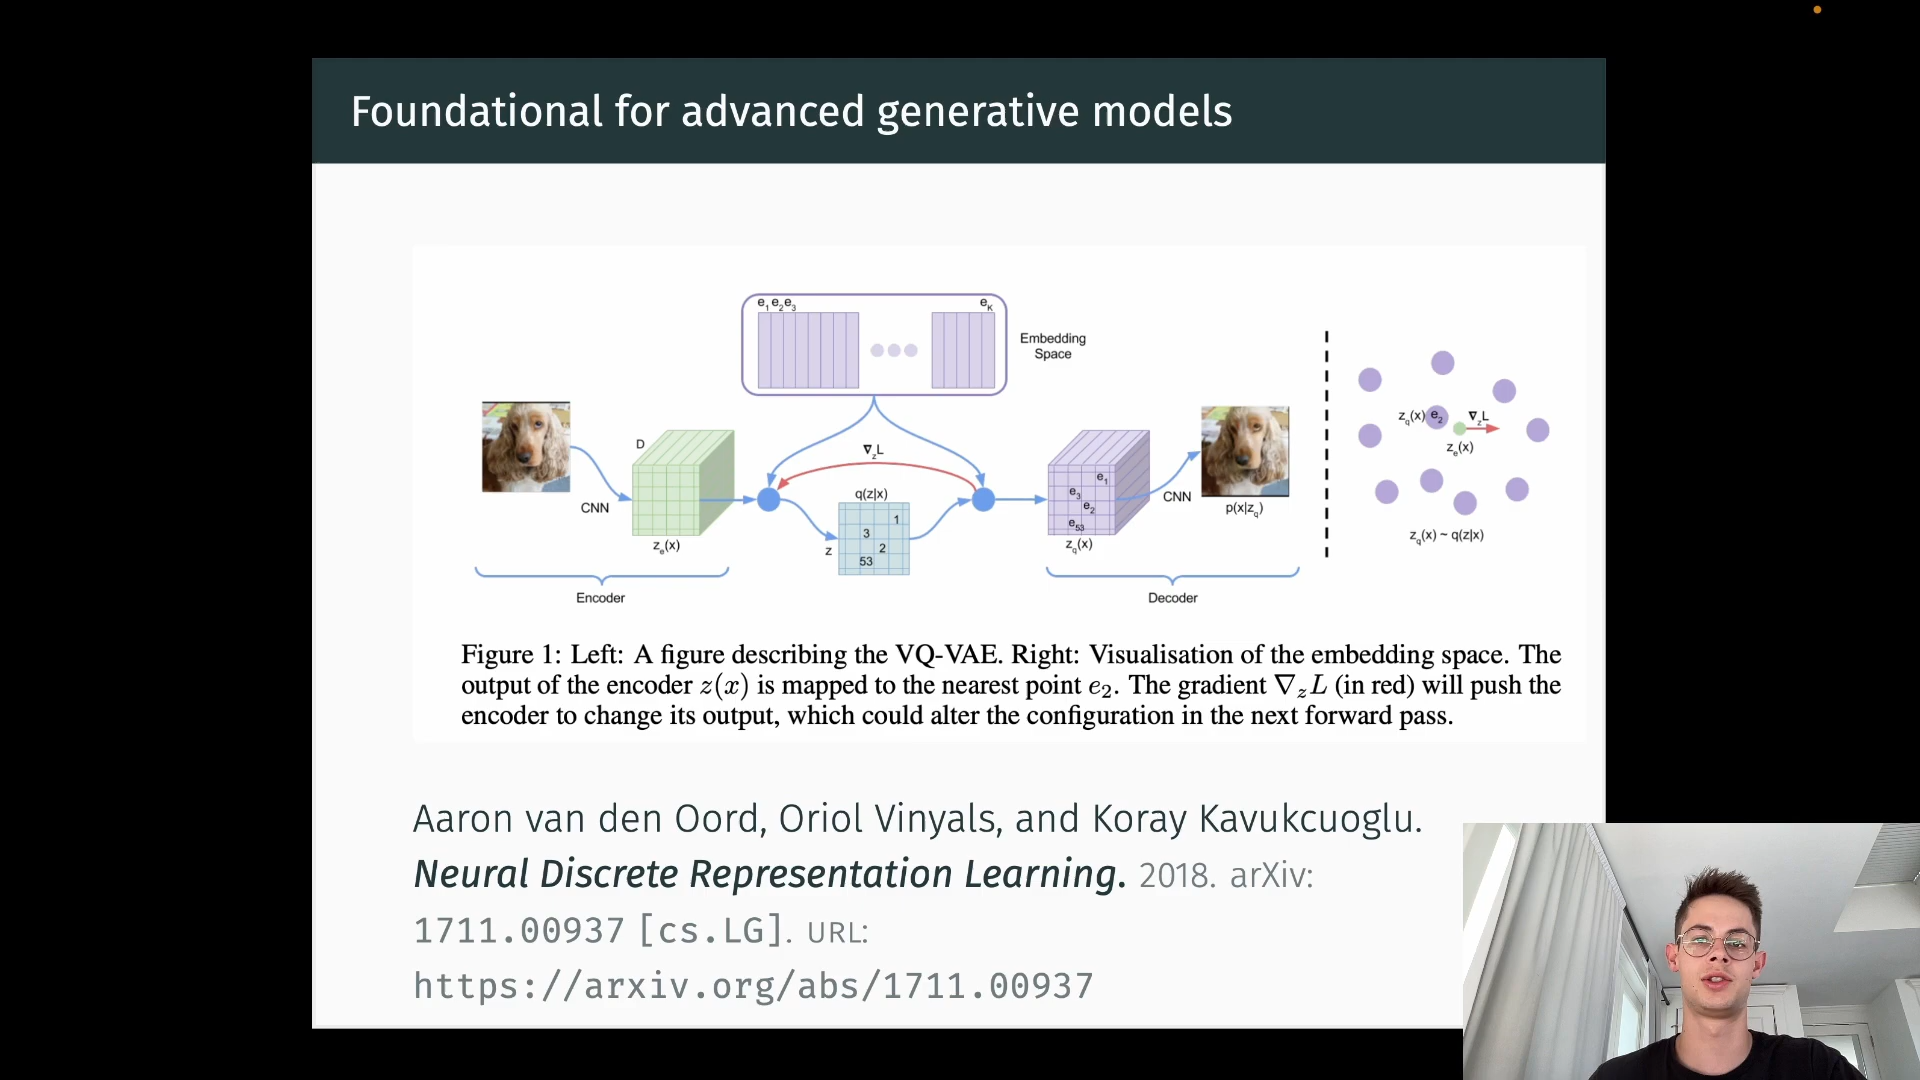 Foundational for advanced generative models
e1 e2 e3
eK
Embedding
Space
D
CNN
ze(x)
Encoder
∇zL
q(z|x)
z
1
3
2
53
e1
e3
e2
e53
zq(x)
CNN
p(x|zq)
Decoder
zq(x) e2
∇zL
ze(x)
zq(x) ~ q(z|x)
Figure 1: Left: A figure describing the VQ-VAE. Right: Visualisation of the embedding space. The
output of the encoder z(x) is mapped to the nearest point e2. The gradient ∇zL (in red) will push the
encoder to change its output, which could alter the configuration in the next forward pass.
Aaron van den Oord, Oriol Vinyals, and Koray Kavukcuoglu.
Neural Discrete Representation Learning. 2018. arXiv:
1711.00937 [cs.LG]. URL:
https://arxiv.org/abs/1711.00937